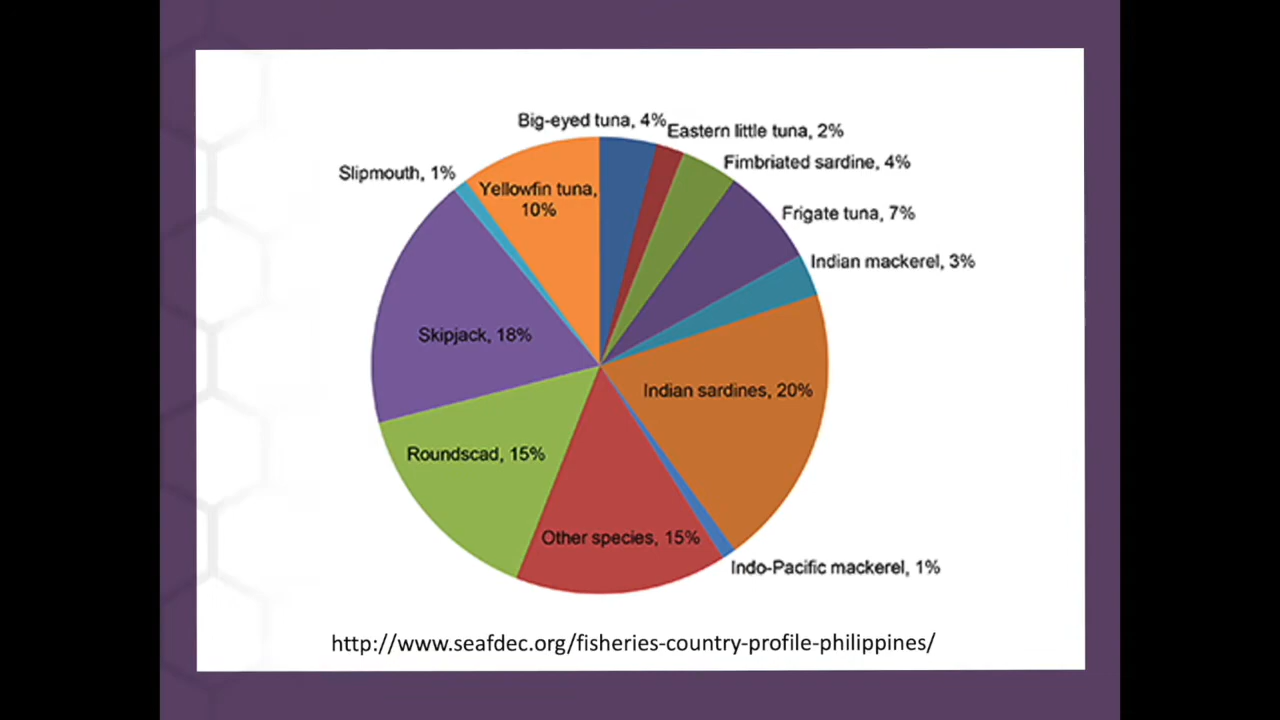 Big-eyed tuna, 4%
Eastern little tuna, 2%
Fimbriated sardine, 4%
Slipmouth, 1%
Yellowfin tuna,
10%
Frigate tuna, 7%
Indian mackerel, 3%
Skipjack, 18%
Indian sardines, 20%
Roundscad, 15%
Other species, 15%
Indo-Pacific mackerel, 1%
http://www.seafdec.org/fisheries-country-profile-philippines/